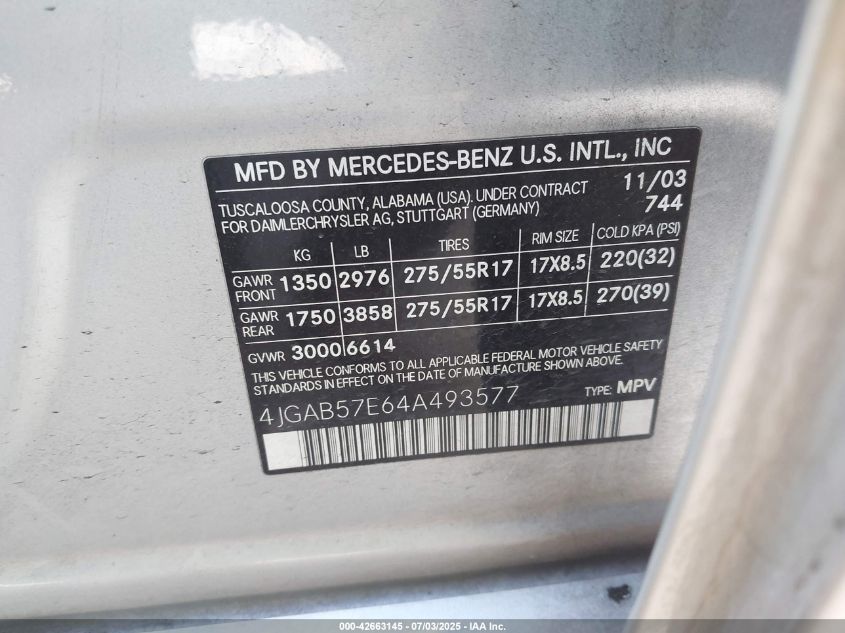 MFD BY MERCEDES-BENZ U.S. INTL., INC
TUSCALOOSA COUNTY, ALABAMA (USA). UNDER CONTRACT 11/03
FOR DAIMLERCHRYSLER AG, STUTTGART (GERMANY) 744
KG LB TIRES RIM SIZE COLD KPA (PSI)
GAWR FRONT 1350 2976 275/55R17 17X8.5 220(32)
GAWR REAR 1750 3858 275/55R17 17X8.5 270(39)
GVWR 3000 6614
THIS VEHICLE CONFORMS TO ALL APPLICABLE FEDERAL MOTOR VEHICLE SAFETY
STANDARDS IN EFFECT ON THE DATE OF MANUFACTURE SHOWN ABOVE.
4JGAB57E64A493577 TYPE: MPV
000-42663145 - 07/03/2025 - IAA Inc.